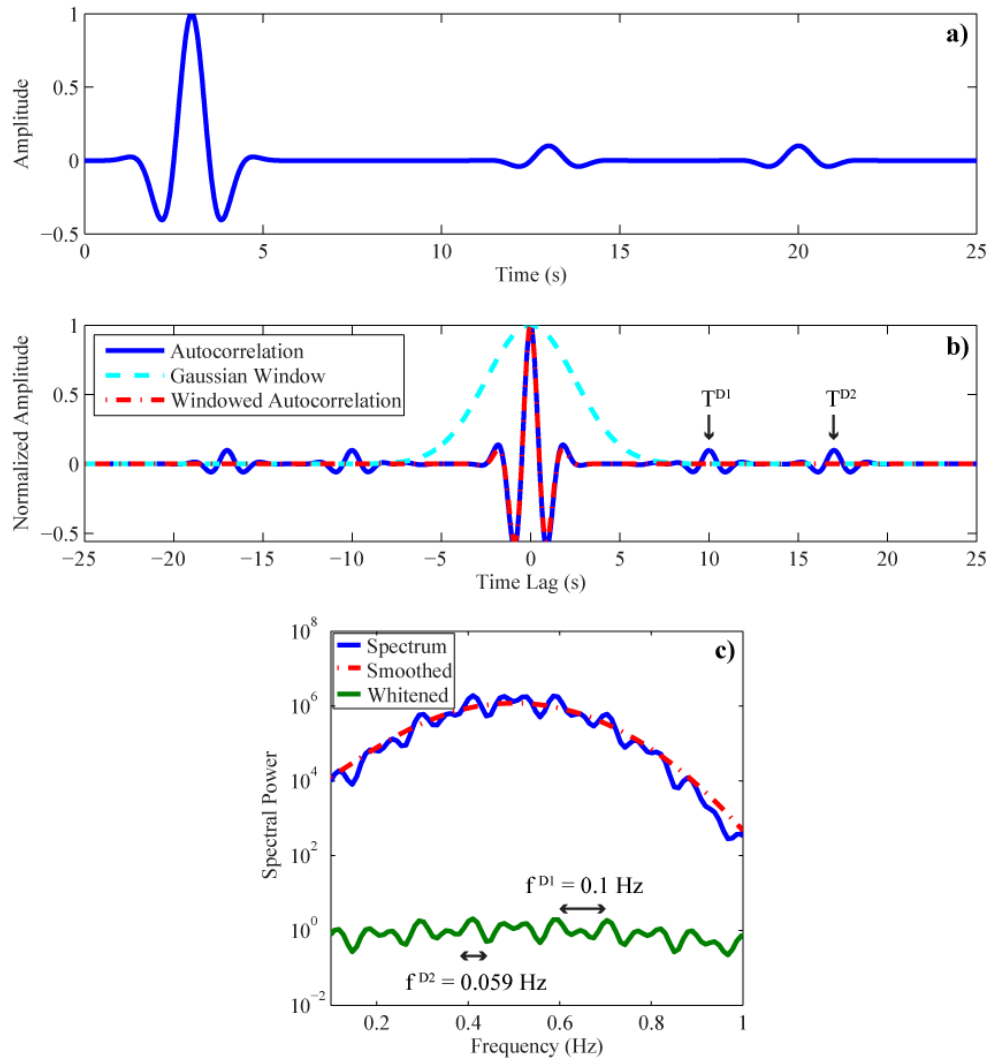 a)
Amplitude
1
0.5
0
−0.5
0 5 10 15 20 25
Time (s)
b)
Normalized Amplitude
1
0.5
0
−0.5
Autocorrelation
Gaussian Window
Windowed Autocorrelation
T^D1 T^D2
−25 −20 −15 −10 −5 0 5 10 15 20 25
Time Lag (s)
c)
Spectral Power
10^8
10^6
10^4
10^2
10^0
10^−2
Spectrum
Smoothed
Whitened
f^D1 = 0.1 Hz
f^D2 = 0.059 Hz
0.2 0.4 0.6 0.8 1
Frequency (Hz)